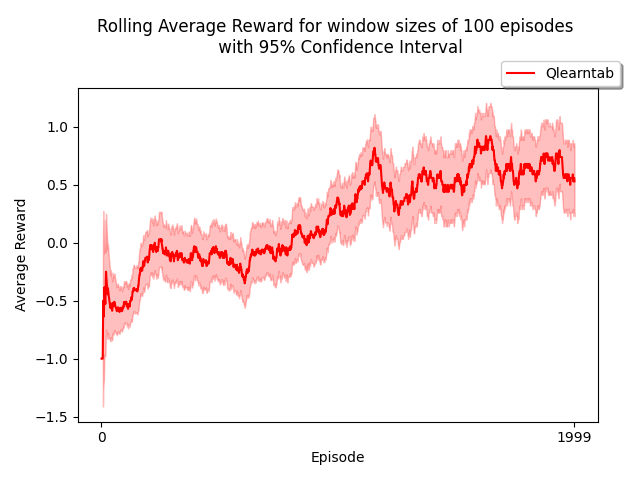 Rolling Average Reward for window sizes of 100 episodes
with 95% Confidence Interval
Qlearntab
1.0
0.5
0.0
−0.5
−1.0
−1.5
Average Reward
0
1999
Episode